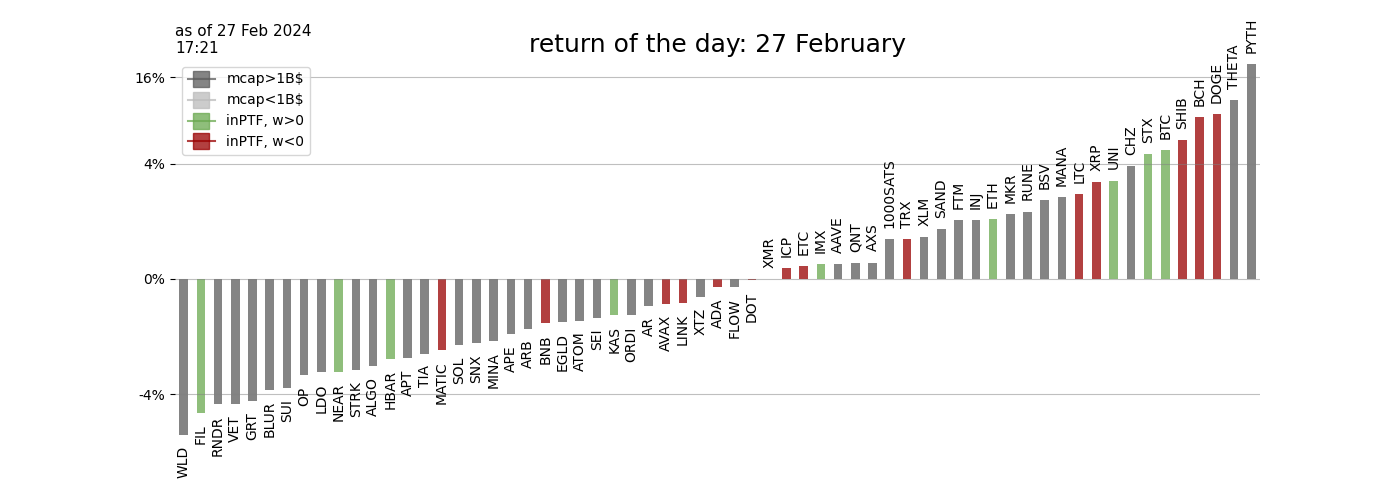 as of 27 Feb 2024
17:21
return of the day: 27 February
mcap>1B$
mcap<1B$
inPTF, w>0
inPTF, w<0
16%
4%
0%
-4%
WLD
FIL
RNDR
VET
GRT
BLUR
SUI
OP
LDO
NEAR
STRK
ALGO
HBAR
APT
TIA
MATIC
SOL
SNX
MINA
APE
ARB
BNB
EGLD
ATOM
SEI
KAS
ORDI
AR
AVAX
LINK
XTZ
ADA
FLOW
DOT
XMR
ICP
ETC
IMX
AAVE
QNT
AXS
1000SATS
TRX
XLM
SAND
FTM
INJ
ETH
MKR
RUNE
BSV
MANA
LTC
XRP
UNI
CHZ
STX
BTC
SHIB
BCH
DOGE
THETA
PYTH